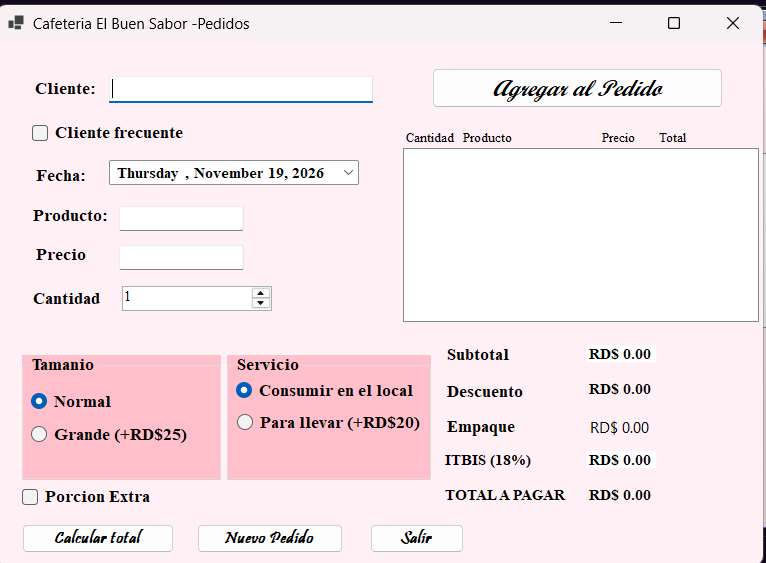 Cafeteria El Buen Sabor -Pedidos
Cliente:
Agregar al Pedido
Cliente frecuente
Cantidad Producto Precio Total
Fecha: Thursday , November 19, 2026
Producto:
Precio
Cantidad 1
Tamanio
Normal
Grande (+RD$25)
Servicio
Consumir en el local
Para llevar (+RD$20)
Subtotal RD$ 0.00
Descuento RD$ 0.00
Empaque RD$ 0.00
ITBIS (18%) RD$ 0.00
TOTAL A PAGAR RD$ 0.00
Porcion Extra
Calcular total Nuevo Pedido Salir